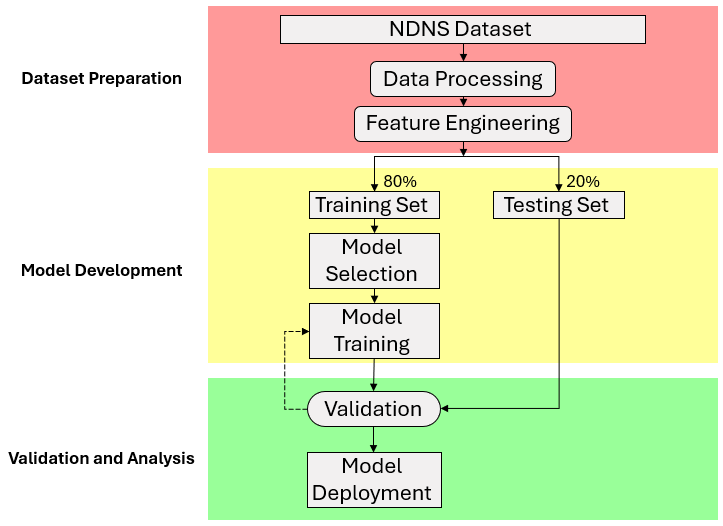 NDNS Dataset
Dataset Preparation
Data Processing
Feature Engineering
80%
20%
Training Set
Testing Set
Model
Selection
Model Development
Model
Training
Validation
Validation and Analysis
Model
Deployment